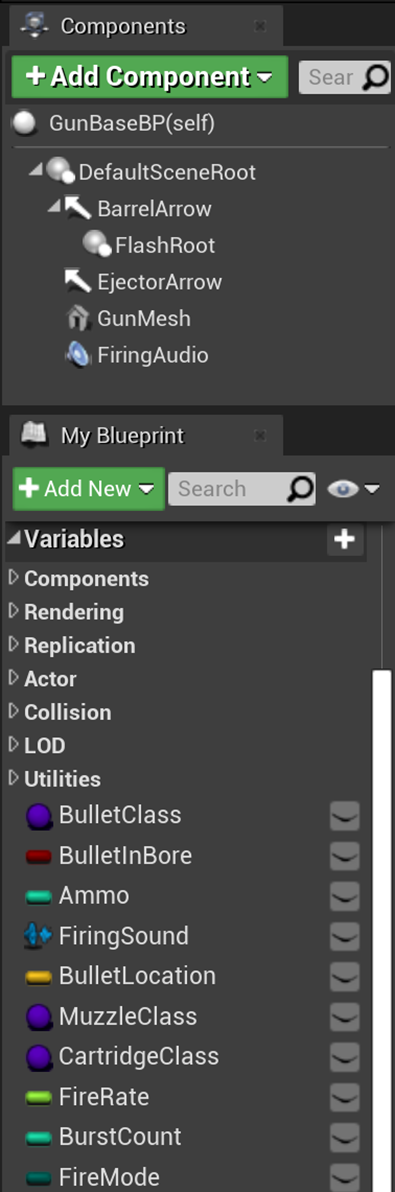 Components
+ Add Component
Sear
GunBaseBP(self)
DefaultSceneRoot
BarrelArrow
FlashRoot
EjectorArrow
GunMesh
FiringAudio
My Blueprint
+ Add New
Search
Variables
Components
Rendering
Replication
Actor
Collision
LOD
Utilities
BulletClass
BulletInBore
Ammo
FiringSound
BulletLocation
MuzzleClass
CartridgeClass
FireRate
BurstCount
FireMode